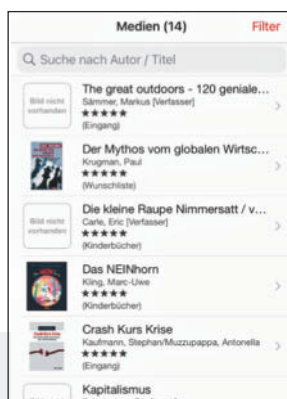 Medien (14)
Filter
Suche nach Autor / Titel
Bild nicht
vorhanden
The great outdoors - 120 geniale...
Sämmer, Markus [Verfasser]
★★★★★
(Eingang)
Der Mythos vom globalen Wirtsc...
Krugman, Paul
★★★★★
(Wunschliste)
Bild nicht
vorhanden
Die kleine Raupe Nimmersatt / v...
Carle, Eric [Verfasser]
★★★★★
(Kinderbücher)
Das NEINhorn
Kling, Marc-Uwe
★★★★★
(Kinderbücher)
Crash Kurs Krise
Kaufmann, Stephan/Muzzupappa, Antonella
★★★★★
(Eingang)
Kapitalismus